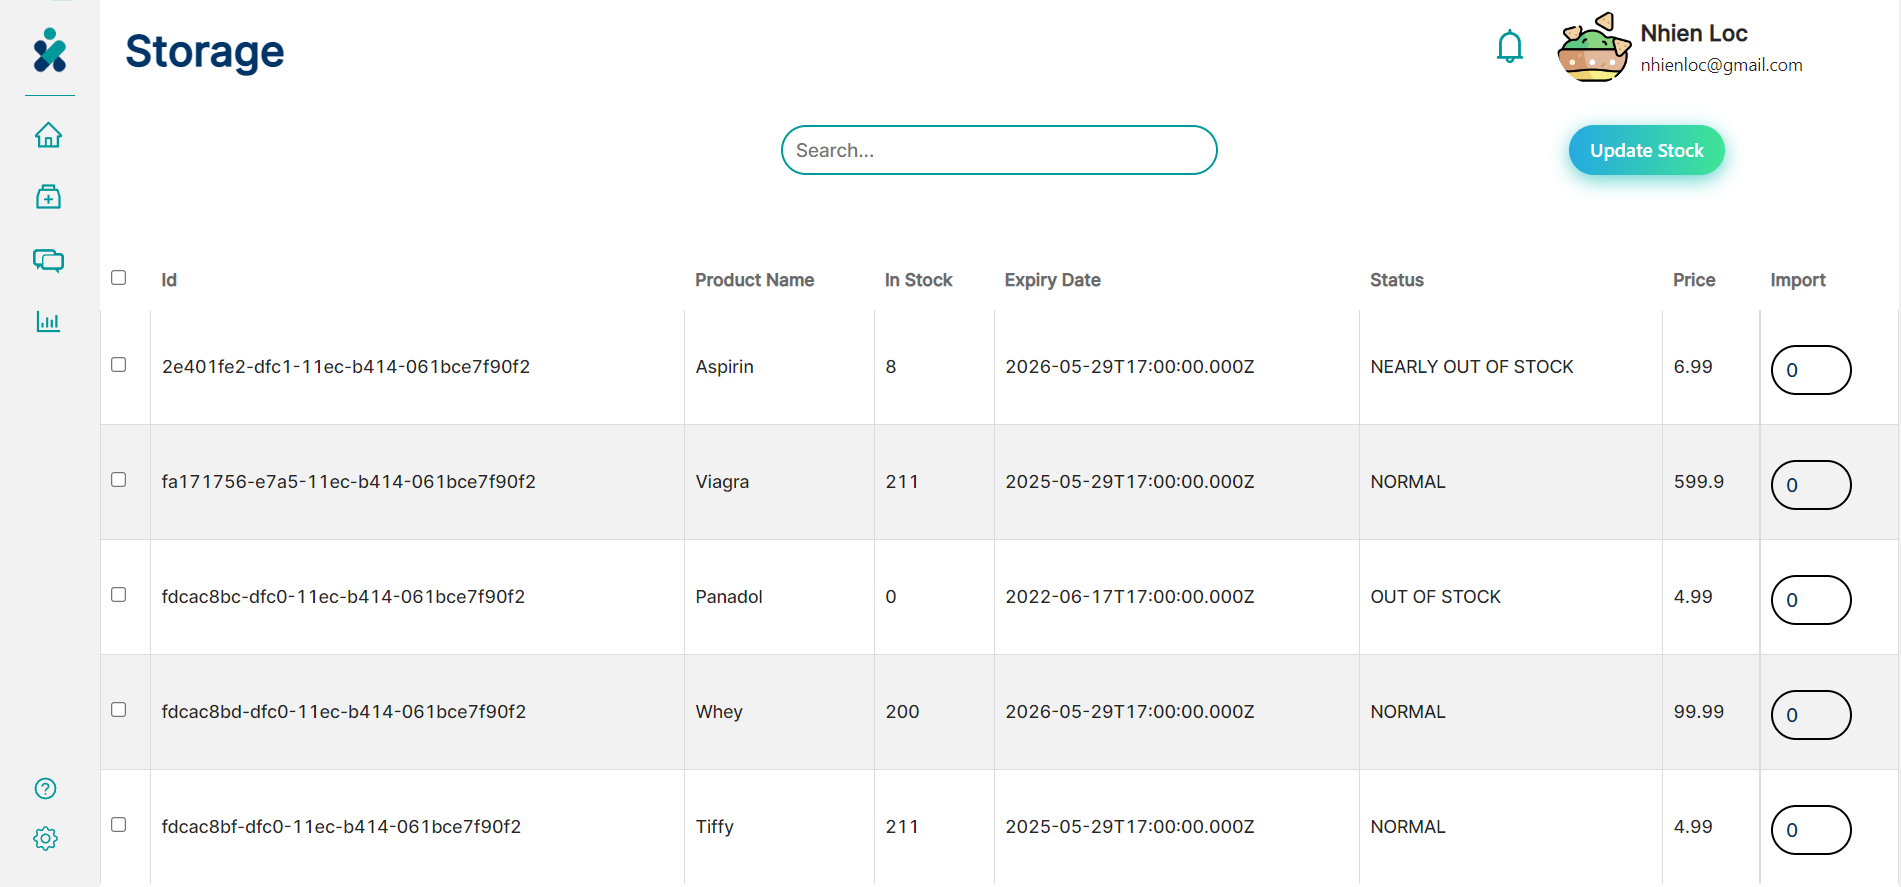 Storage
Nhien Loc
nhienloc@gmail.com
Search...
Update Stock
Id Product Name In Stock Expiry Date Status Price Import
2e401fe2-dfc1-11ec-b414-061bce7f90f2 Aspirin 8 2026-05-29T17:00:00.000Z NEARLY OUT OF STOCK 6.99 0
fa171756-e7a5-11ec-b414-061bce7f90f2 Viagra 211 2025-05-29T17:00:00.000Z NORMAL 599.9 0
fdcac8bc-dfc0-11ec-b414-061bce7f90f2 Panadol 0 2022-06-17T17:00:00.000Z OUT OF STOCK 4.99 0
fdcac8bd-dfc0-11ec-b414-061bce7f90f2 Whey 200 2026-05-29T17:00:00.000Z NORMAL 99.99 0
fdcac8bf-dfc0-11ec-b414-061bce7f90f2 Tiffy 211 2025-05-29T17:00:00.000Z NORMAL 4.99 0